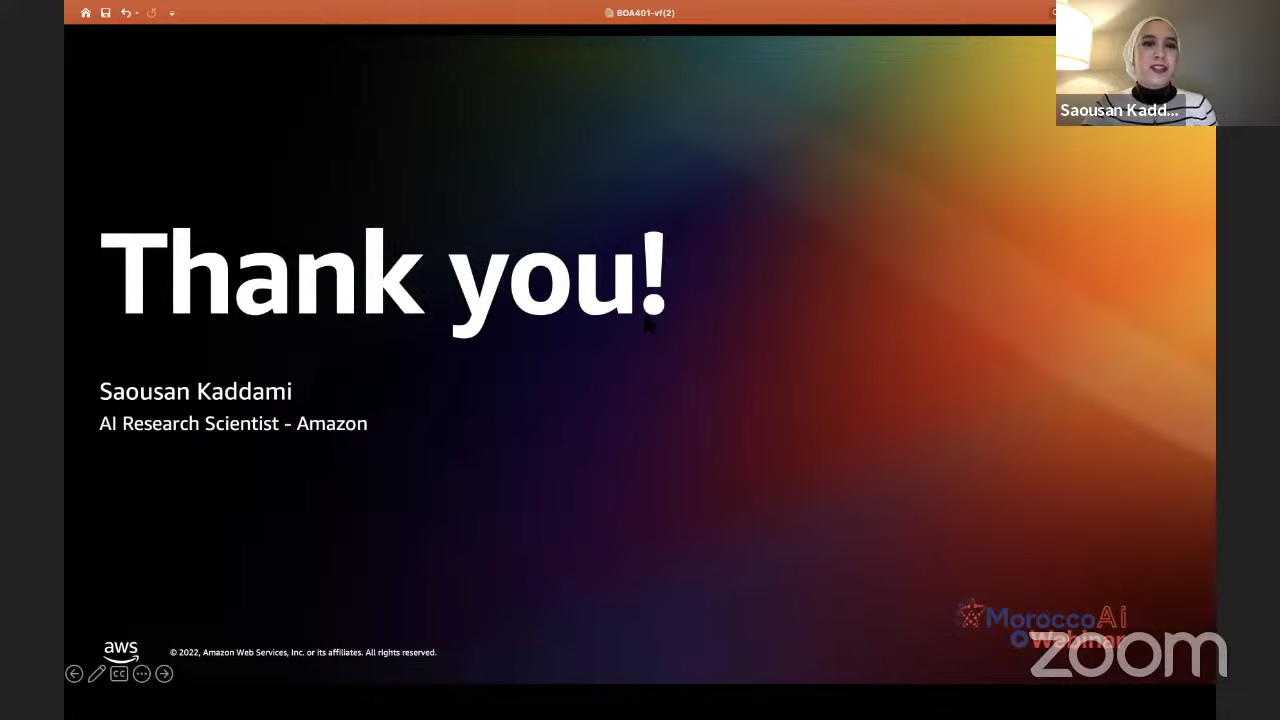 BOA401-vf(2)
Saousan Kadd...
Thank you!
Saousan Kaddami
AI Research Scientist - Amazon
MoroccoAi
Webinar
aws
© 2022, Amazon Web Services, Inc. or its affiliates. All rights reserved.
zoom
CC